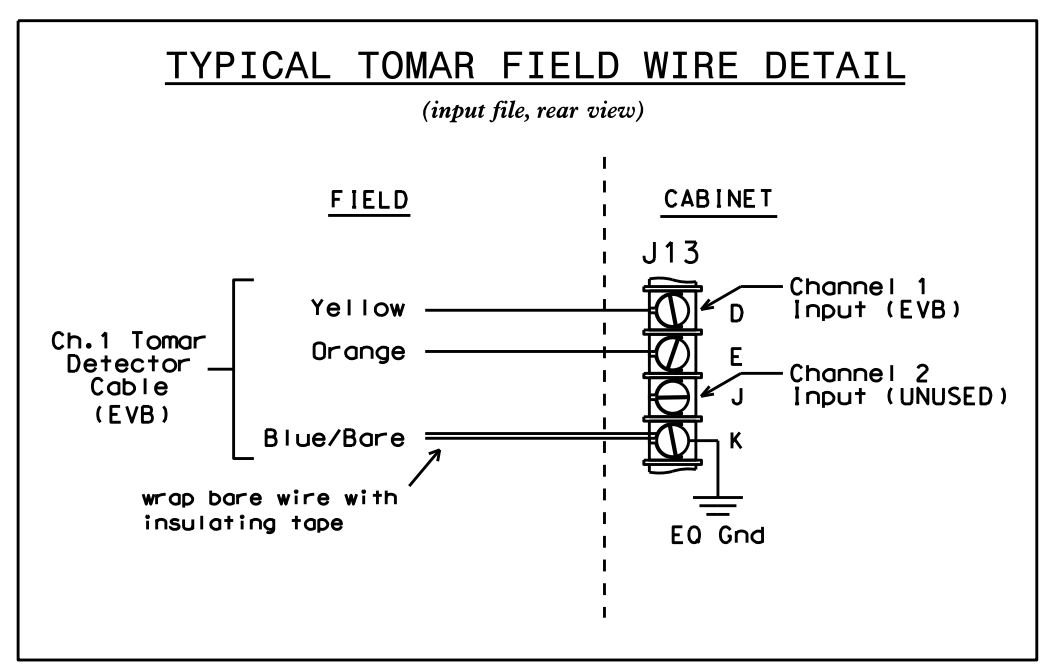 TYPICAL TOMAR FIELD WIRE DETAIL
(input file, rear view)
FIELD
CABINET
J13
Yellow
D
Channel 1
Input (EVB)
Orange
E
Ch.1 Tomar
Detector
Cable
(EVB)
J
Channel 2
Input (UNUSED)
Blue/Bare
K
wrap bare wire with
insulating tape
EQ Gnd